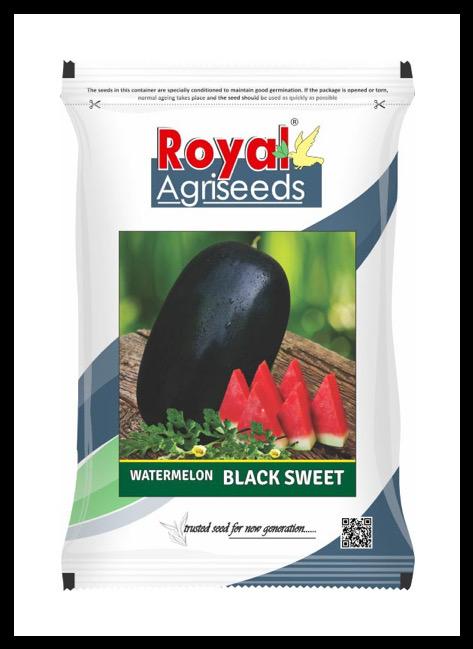 The seeds in this container are specially conditioned to maintain good germination. If the package is opened or torn,
normal ageing takes place and the seed should be used as quickly as possible
Royal®
Agriseeds
WATERMELON BLACK SWEET
trusted seed for new generation......